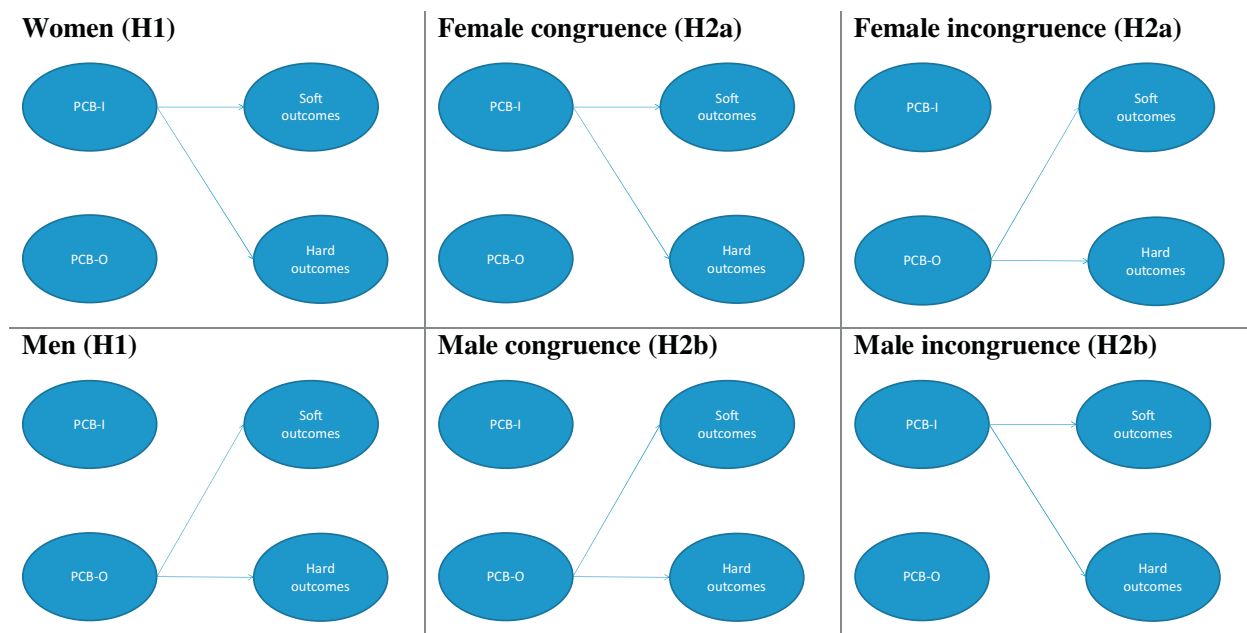 Women (H1)
PCB-I
Soft
outcomes
PCB-O
Hard
outcomes
Female congruence (H2a)
PCB-I
Soft
outcomes
PCB-O
Hard
outcomes
Female incongruence (H2a)
PCB-I
Soft
outcomes
PCB-O
Hard
outcomes
Men (H1)
PCB-I
Soft
outcomes
PCB-O
Hard
outcomes
Male congruence (H2b)
PCB-I
Soft
outcomes
PCB-O
Hard
outcomes
Male incongruence (H2b)
PCB-I
Soft
outcomes
PCB-O
Hard
outcomes